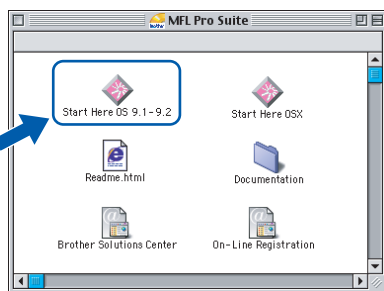 MFL Pro Suite
Start Here OS 9.1-9.2
Start Here OSX
Readme.html
Documentation
Brother Solutions Center
On-Line Registration